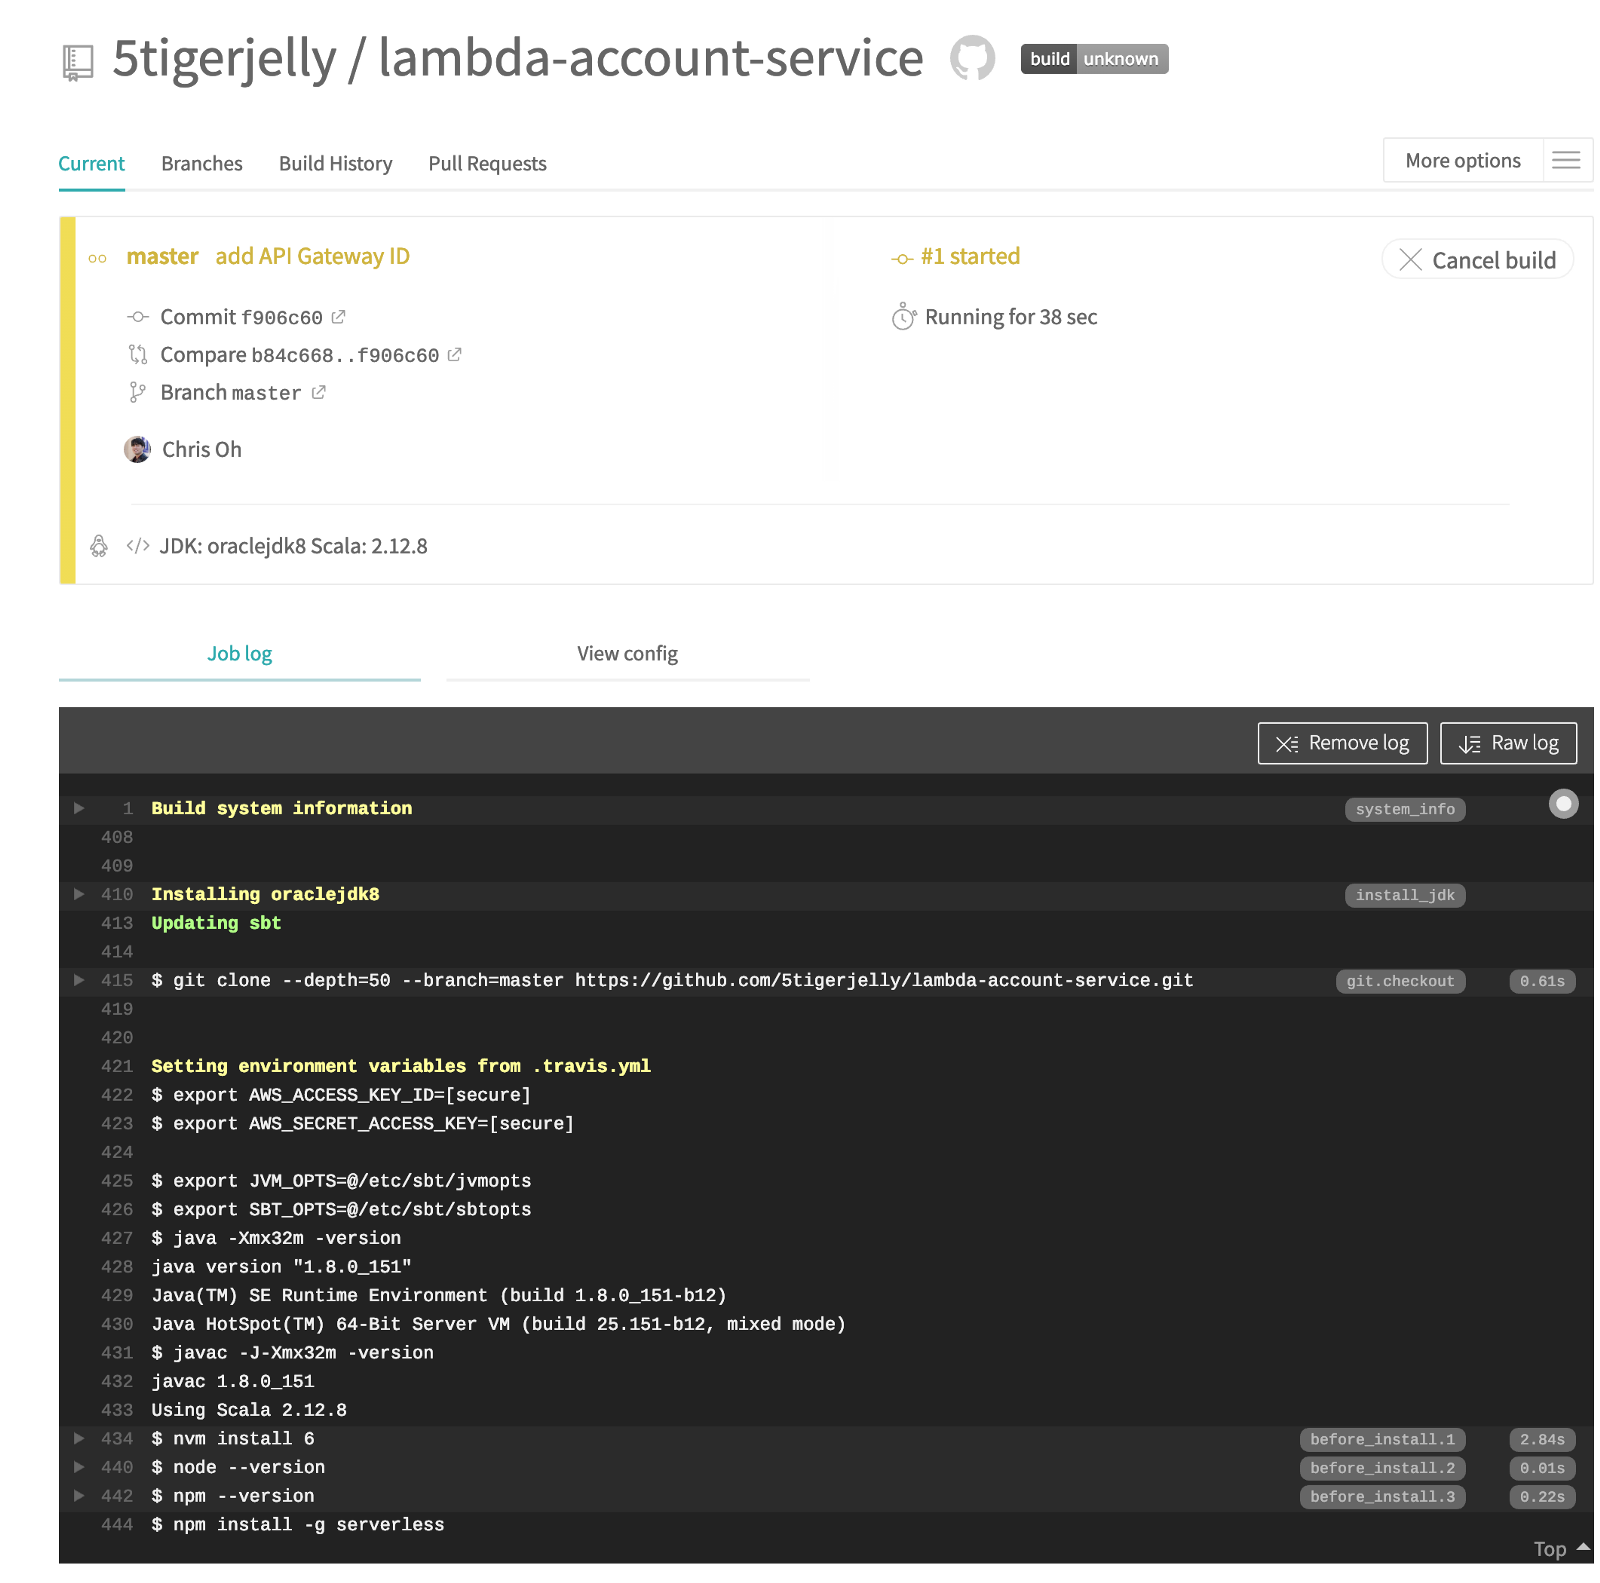 5tigerjelly / lambda-account-service build unknown
Current Branches Build History Pull Requests More options
master add API Gateway ID #1 started Cancel build
Commit f906c60 Running for 38 sec
Compare b84c668..f906c60
Branch master
Chris Oh
JDK: oraclejdk8 Scala: 2.12.8
Job log View config
Remove log Raw log
1 Build system information system_info
408
409
410 Installing oraclejdk8 install_jdk
413 Updating sbt
414
415 $ git clone --depth=50 --branch=master https://github.com/5tigerjelly/lambda-account-service.git git.checkout 0.61s
419
420
421 Setting environment variables from .travis.yml
422 $ export AWS_ACCESS_KEY_ID=[secure]
423 $ export AWS_SECRET_ACCESS_KEY=[secure]
424
425 $ export JVM_OPTS=@/etc/sbt/jvmopts
426 $ export SBT_OPTS=@/etc/sbt/sbtopts
427 $ java -Xmx32m -version
428 java version "1.8.0_151"
429 Java(TM) SE Runtime Environment (build 1.8.0_151-b12)
430 Java HotSpot(TM) 64-Bit Server VM (build 25.151-b12, mixed mode)
431 $ javac -J-Xmx32m -version
432 javac 1.8.0_151
433 Using Scala 2.12.8
434 $ nvm install 6 before_install.1 2.84s
440 $ node --version before_install.2 0.01s
442 $ npm --version before_install.3 0.22s
444 $ npm install -g serverless
Top